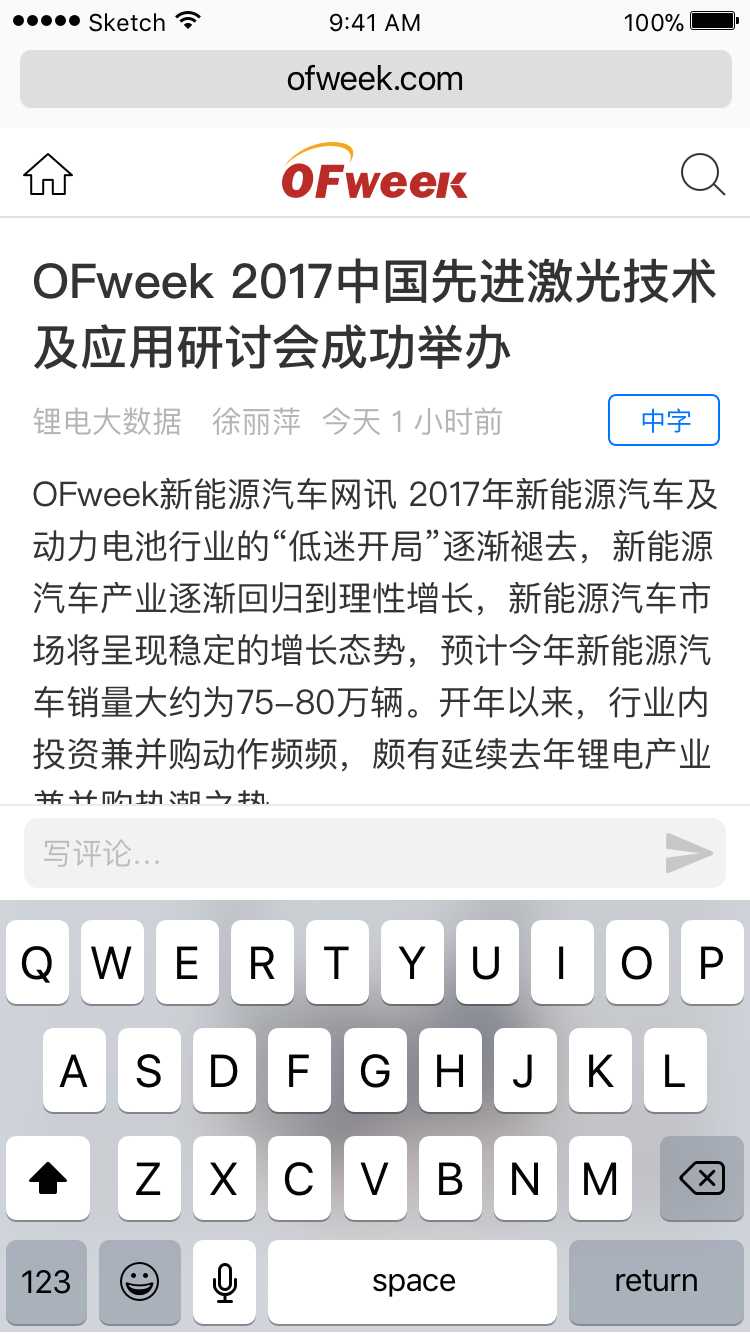 Sketch 9:41 AM 100%
ofweek.com
OFweek
OFweek 2017中国先进激光技术
及应用研讨会成功举办
锂电大数据 徐丽萍 今天 1 小时前 中字
OFweek新能源汽车网讯 2017年新能源汽车及
动力电池行业的“低迷开局”逐渐褪去，新能源
汽车产业逐渐回归到理性增长，新能源汽车市
场将呈现稳定的增长态势，预计今年新能源汽
车销量大约为75-80万辆。开年以来，行业内
投资兼并购动作频频，颇有延续去年锂电产业
兼并购热潮之势
写评论...
Q W E R T Y U I O P
A S D F G H J K L
Z X C V B N M
123 space return